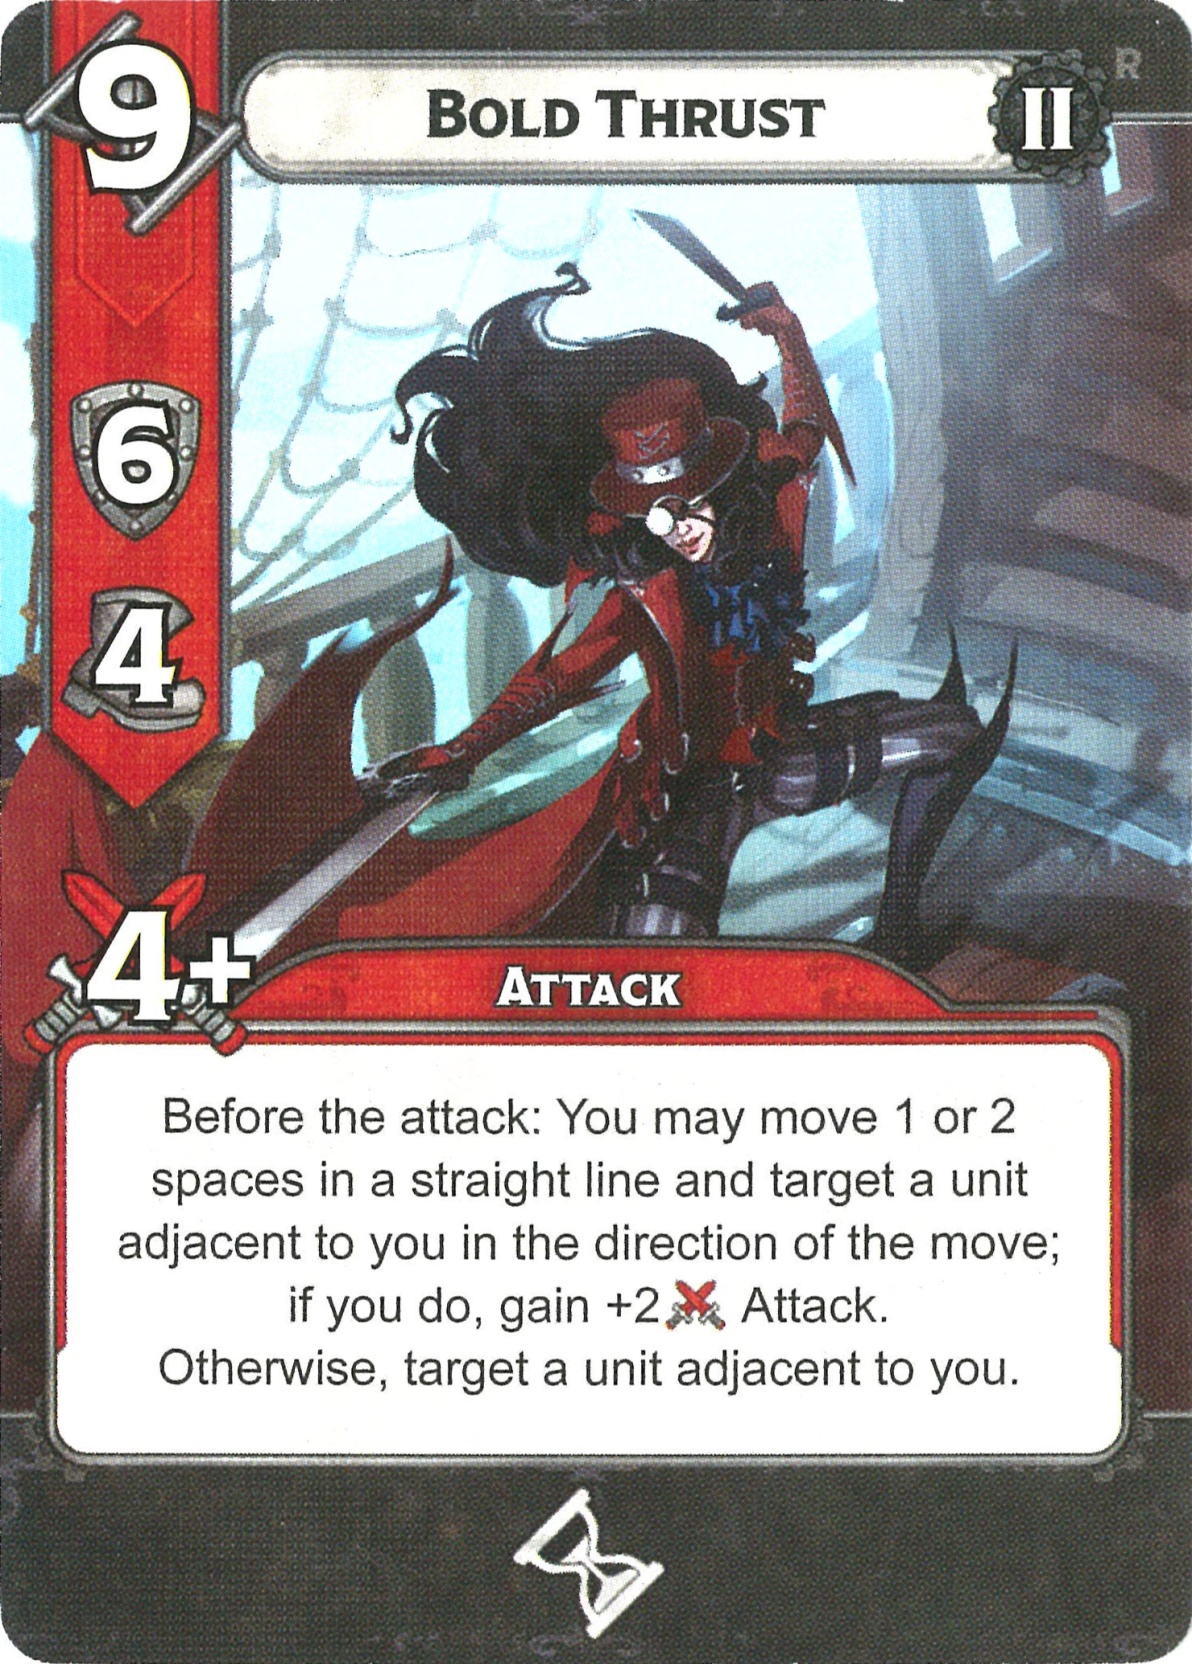 R
9
BOLD THRUST
II
6
4
4+
ATTACK
Before the attack: You may move 1 or 2
spaces in a straight line and target a unit
adjacent to you in the direction of the move;
if you do, gain +2 Attack.
Otherwise, target a unit adjacent to you.